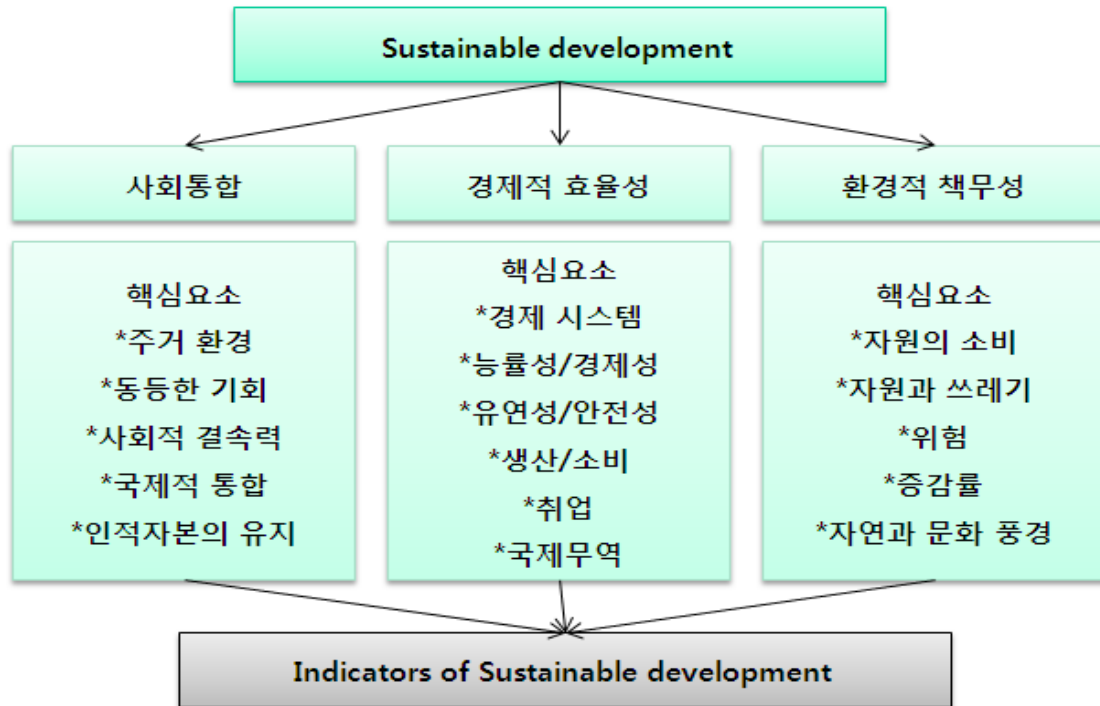 Sustainable development
사회통합
경제적 효율성
환경적 책무성
핵심요소
*주거 환경
*동등한 기회
*사회적 결속력
*국제적 통합
*인적자본의 유지
핵심요소
*경제 시스템
*능률성/경제성
*유연성/안전성
*생산/소비
*취업
*국제무역
핵심요소
*자원의 소비
*자원과 쓰레기
*위험
*증감률
*자연과 문화 풍경
Indicators of Sustainable development